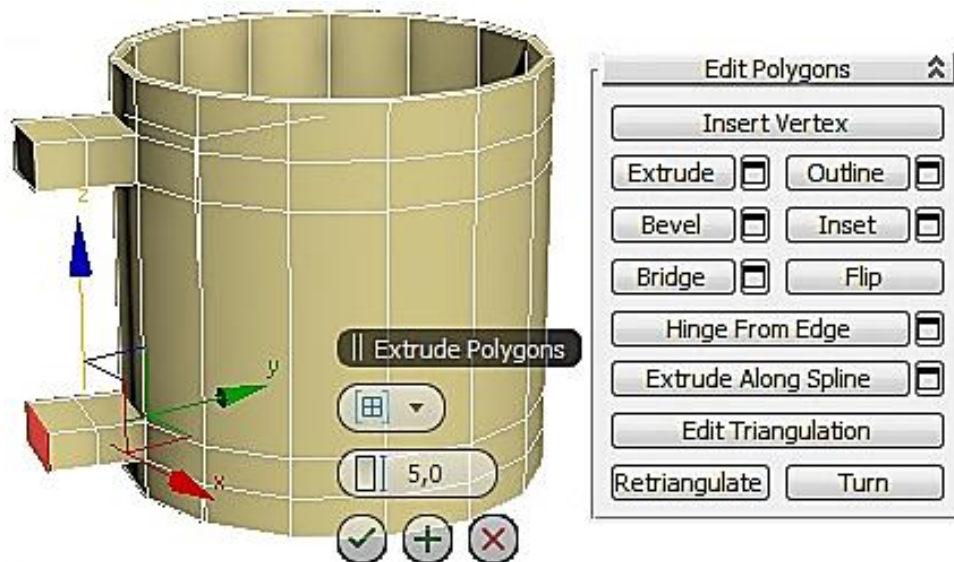 z
y
x
Extrude Polygons
5,0
Edit Polygons
Insert Vertex
Extrude Outline
Bevel Inset
Bridge Flip
Hinge From Edge
Extrude Along Spline
Edit Triangulation
Retriangulate Turn